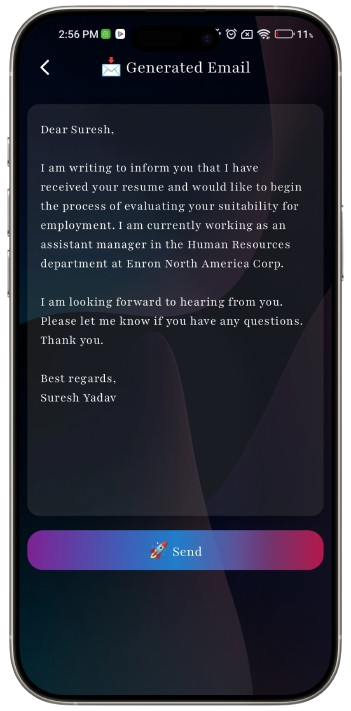 2:56 PM
11%
Generated Email
Dear Suresh,
I am writing to inform you that I have
received your resume and would like to begin
the process of evaluating your suitability for
employment. I am currently working as an
assistant manager in the Human Resources
department at Enron North America Corp.
I am looking forward to hearing from you.
Please let me know if you have any questions.
Thank you.
Best regards,
Suresh Yadav
Send